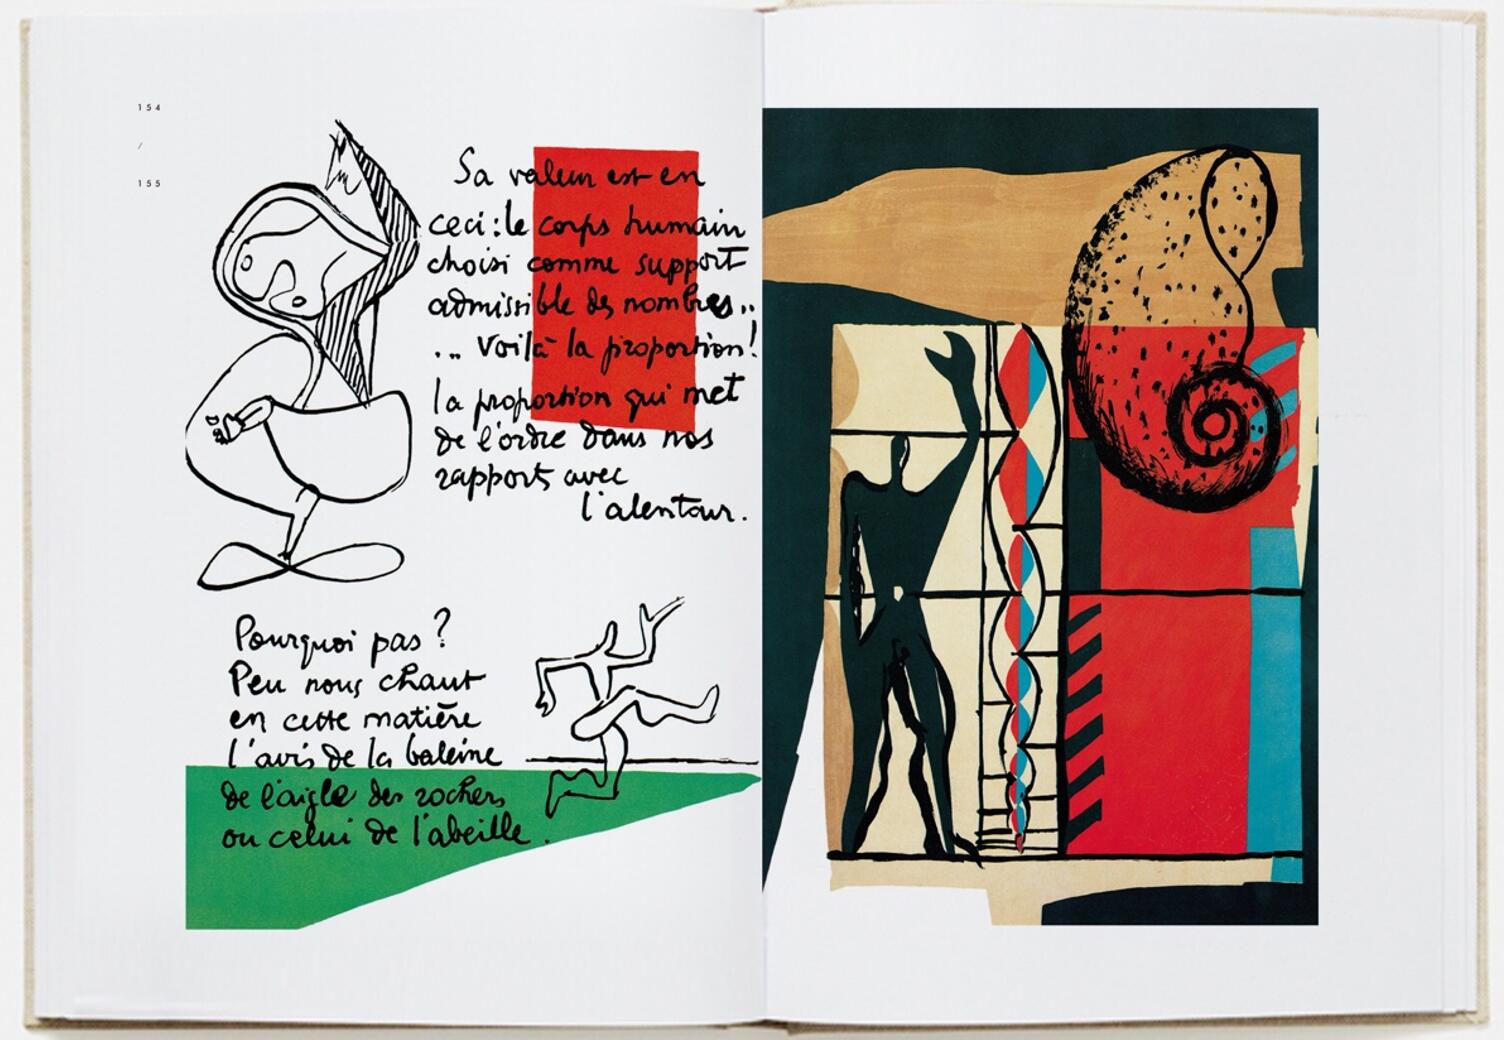 154
/
155
Sa valeur est en
ceci: le corps humain
choisi comme support
admissible des nombres..
... Voilà la proportion!
la proportion qui met
de l'ordre dans nos
rapports avec
l'alentour.
Pourquoi pas?
Peu nous chaut
en cette matière
l'avis de la baleine
de l'aigle des rochers
ou celui de l'abeille.